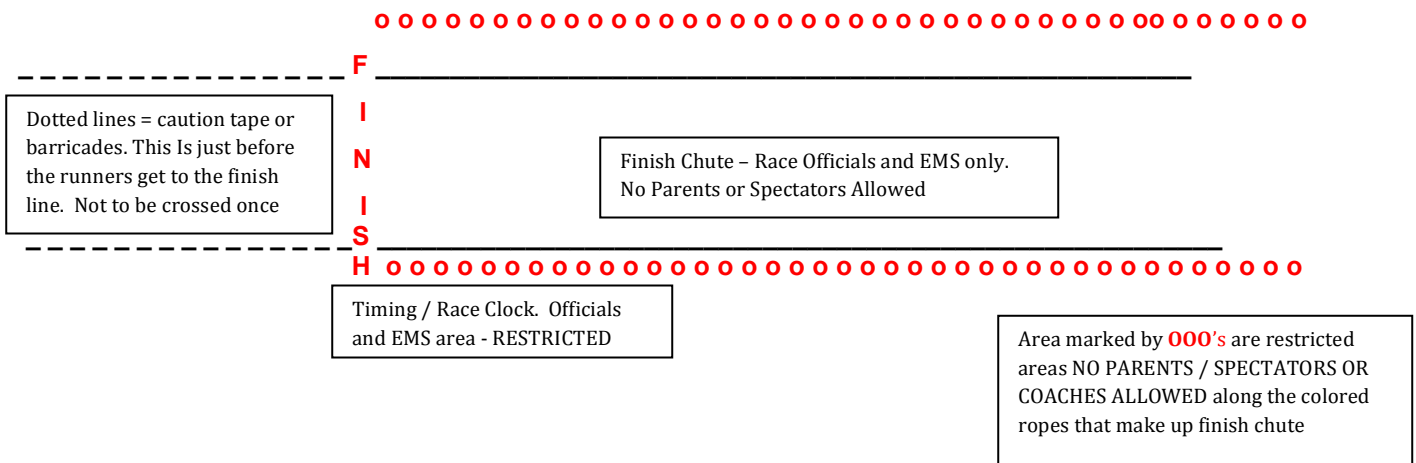 o o o o o o o o o o o o o o o o o o o o o o o o o o o o o o o o o oo o o o o o o
F
I
N
I
S
H o o o o o o o o o o o o o o o o o o o o o o o o o o o o o o o o o o o o o o
Dotted lines = caution tape or
barricades. This Is just before
the runners get to the finish
line. Not to be crossed once
Finish Chute – Race Officials and EMS only.
No Parents or Spectators Allowed
Timing / Race Clock. Officials
and EMS area - RESTRICTED
Area marked by OOO's are restricted
areas NO PARENTS / SPECTATORS OR
COACHES ALLOWED along the colored
ropes that make up finish chute